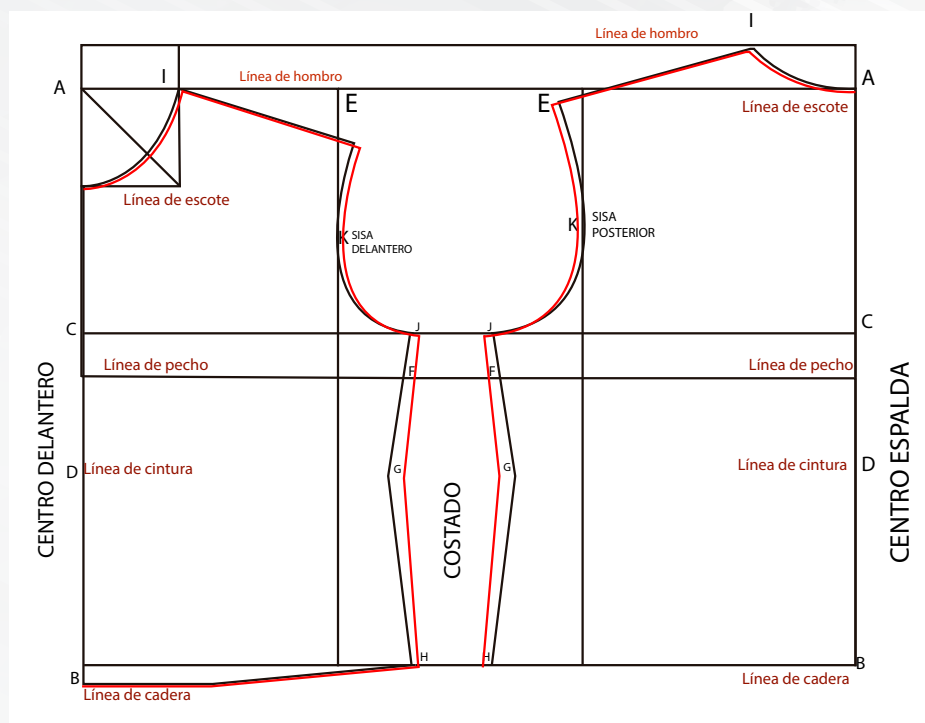 I
Línea de hombro
A
I
Línea de hombro
A
E
E
Línea de escote
Línea de escote
K
SISA
DELANTERO
K
SISA
POSTERIOR
C
J
J
C
Línea de pecho
F
F
Línea de pecho
CENTRO DELANTERO
D
Línea de cintura
G
G
Línea de cintura
D
COSTADO
CENTRO ESPALDA
H
H
B
B
Línea de cadera
Línea de cadera